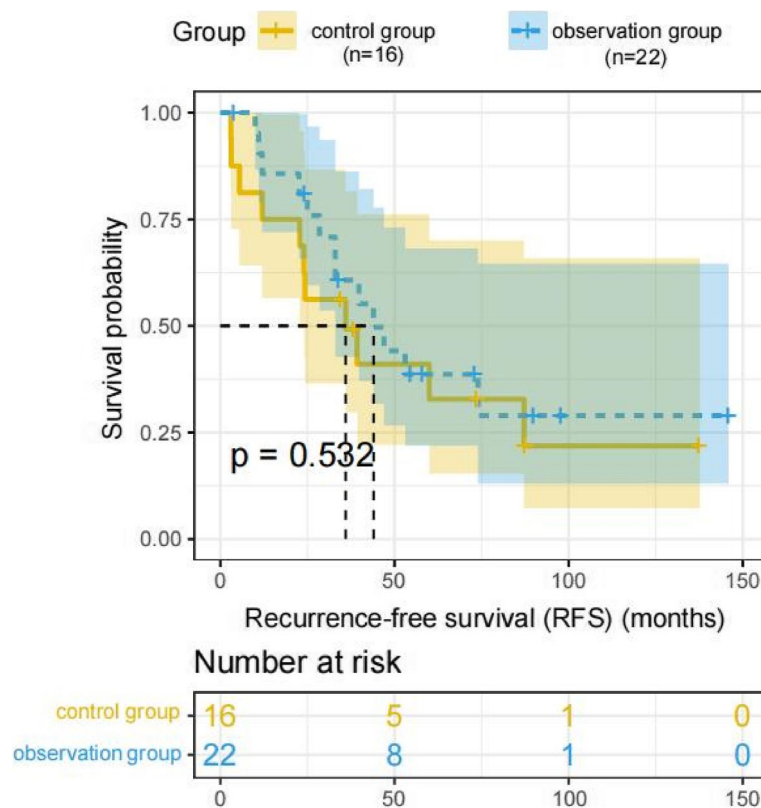 Group control group observation group
(n=16) (n=22)
1.00
0.75
0.50
0.25
0.00
Survival probability
p = 0.532
0 50 100 150
Recurrence-free survival (RFS) (months)
Number at risk
control group 16 5 1 0
observation group 22 8 1 0
0 50 100 150